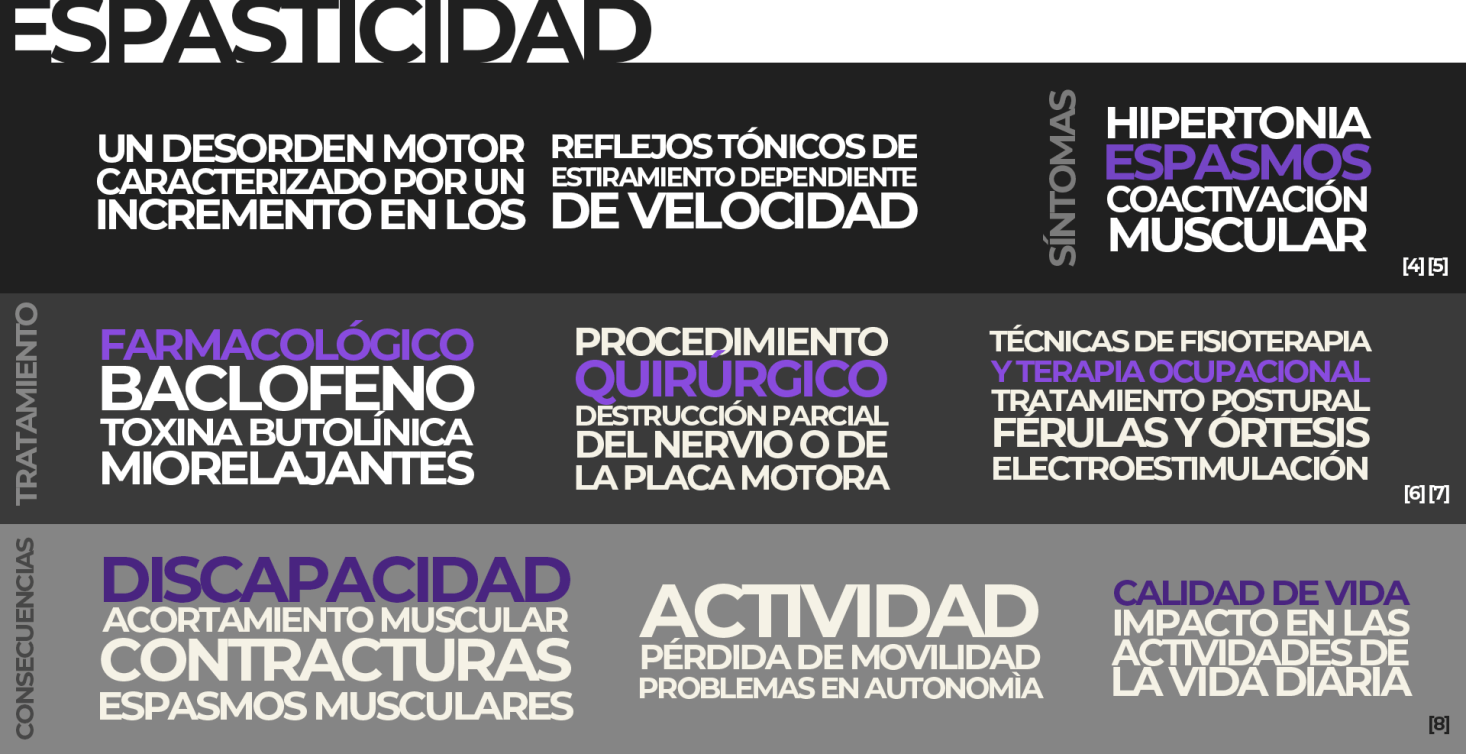 ESPASTICIDAD
UN DESORDEN MOTOR
CARACTERIZADO POR UN
INCREMENTO EN LOS
REFLEJOS TÓNICOS DE
ESTIRAMIENTO DEPENDIENTE
DE VELOCIDAD
SÍNTOMAS
HIPERTONIA
ESPASMOS
COACTIVACIÓN
MUSCULAR
[4] [5]
TRATAMIENTO
FARMACOLÓGICO
BACLOFENO
TOXINA BUTOLÍNICA
MIORELAJANTES
PROCEDIMIENTO
QUIRÚRGICO
DESTRUCCIÓN PARCIAL
DEL NERVIO O DE
LA PLACA MOTORA
TÉCNICAS DE FISIOTERAPIA
Y TERAPIA OCUPACIONAL
TRATAMIENTO POSTURAL
FÉRULAS Y ÓRTESIS
ELECTROESTIMULACIÓN
[6] [7]
CONSECUENCIAS
DISCAPACIDAD
ACORTAMIENTO MUSCULAR
CONTRACTURAS
ESPASMOS MUSCULARES
ACTIVIDAD
PÉRDIDA DE MOVILIDAD
PROBLEMAS EN AUTONOMÌA
CALIDAD DE VIDA
IMPACTO EN LAS
ACTIVIDADES DE
LA VIDA DIARIA
[8]